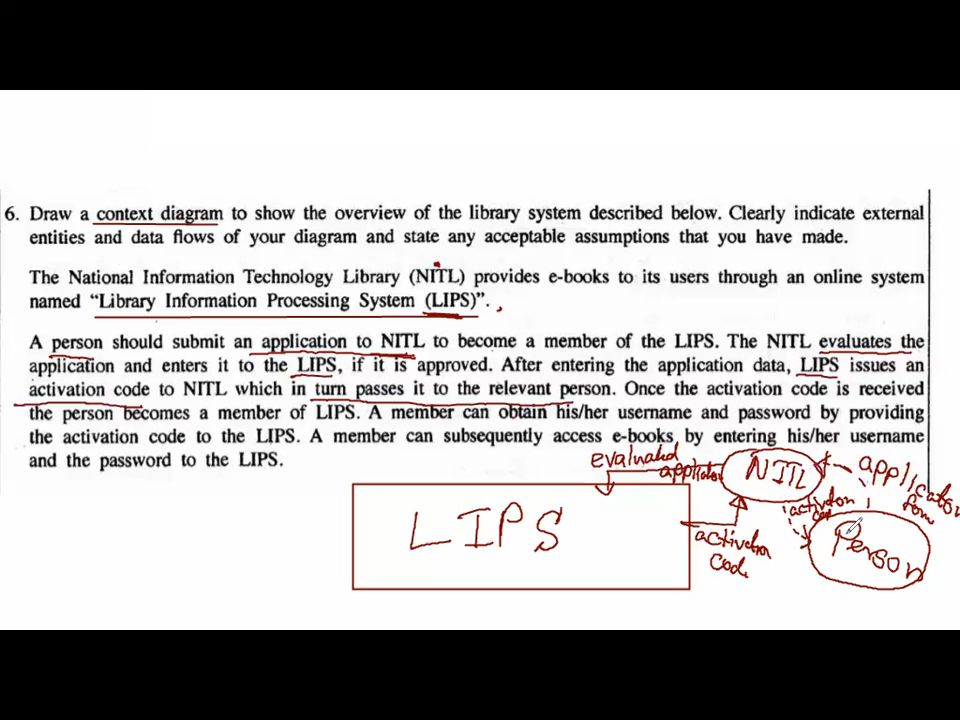 6. Draw a context diagram to show the overview of the library system described below. Clearly indicate external
entities and data flows of your diagram and state any acceptable assumptions that you have made.
The National Information Technology Library (NITL) provides e-books to its users through an online system
named “Library Information Processing System (LIPS)”.
A person should submit an application to NITL to become a member of the LIPS. The NITL evaluates the
application and enters it to the LIPS, if it is approved. After entering the application data, LIPS issues an
activation code to NITL which in turn passes it to the relevant person. Once the activation code is received
the person becomes a member of LIPS. A member can obtain his/her username and password by providing
the activation code to the LIPS. A member can subsequently access e-books by entering his/her username
and the password to the LIPS.
evaluated
NITL
application
form
LIPS
Person